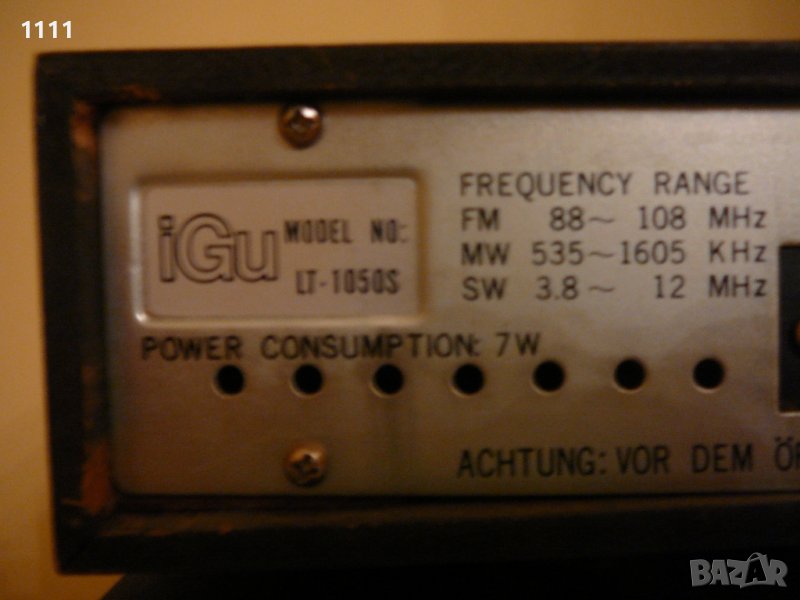 1111
iGu MODEL NO:
LT-1050S
FREQUENCY RANGE
FM 88~ 108 MHz
MW 535~1605 KHz
SW 3.8~ 12 MHz
POWER CONSUMPTION: 7W
ACHTUNG: VOR DEM
BAZAR